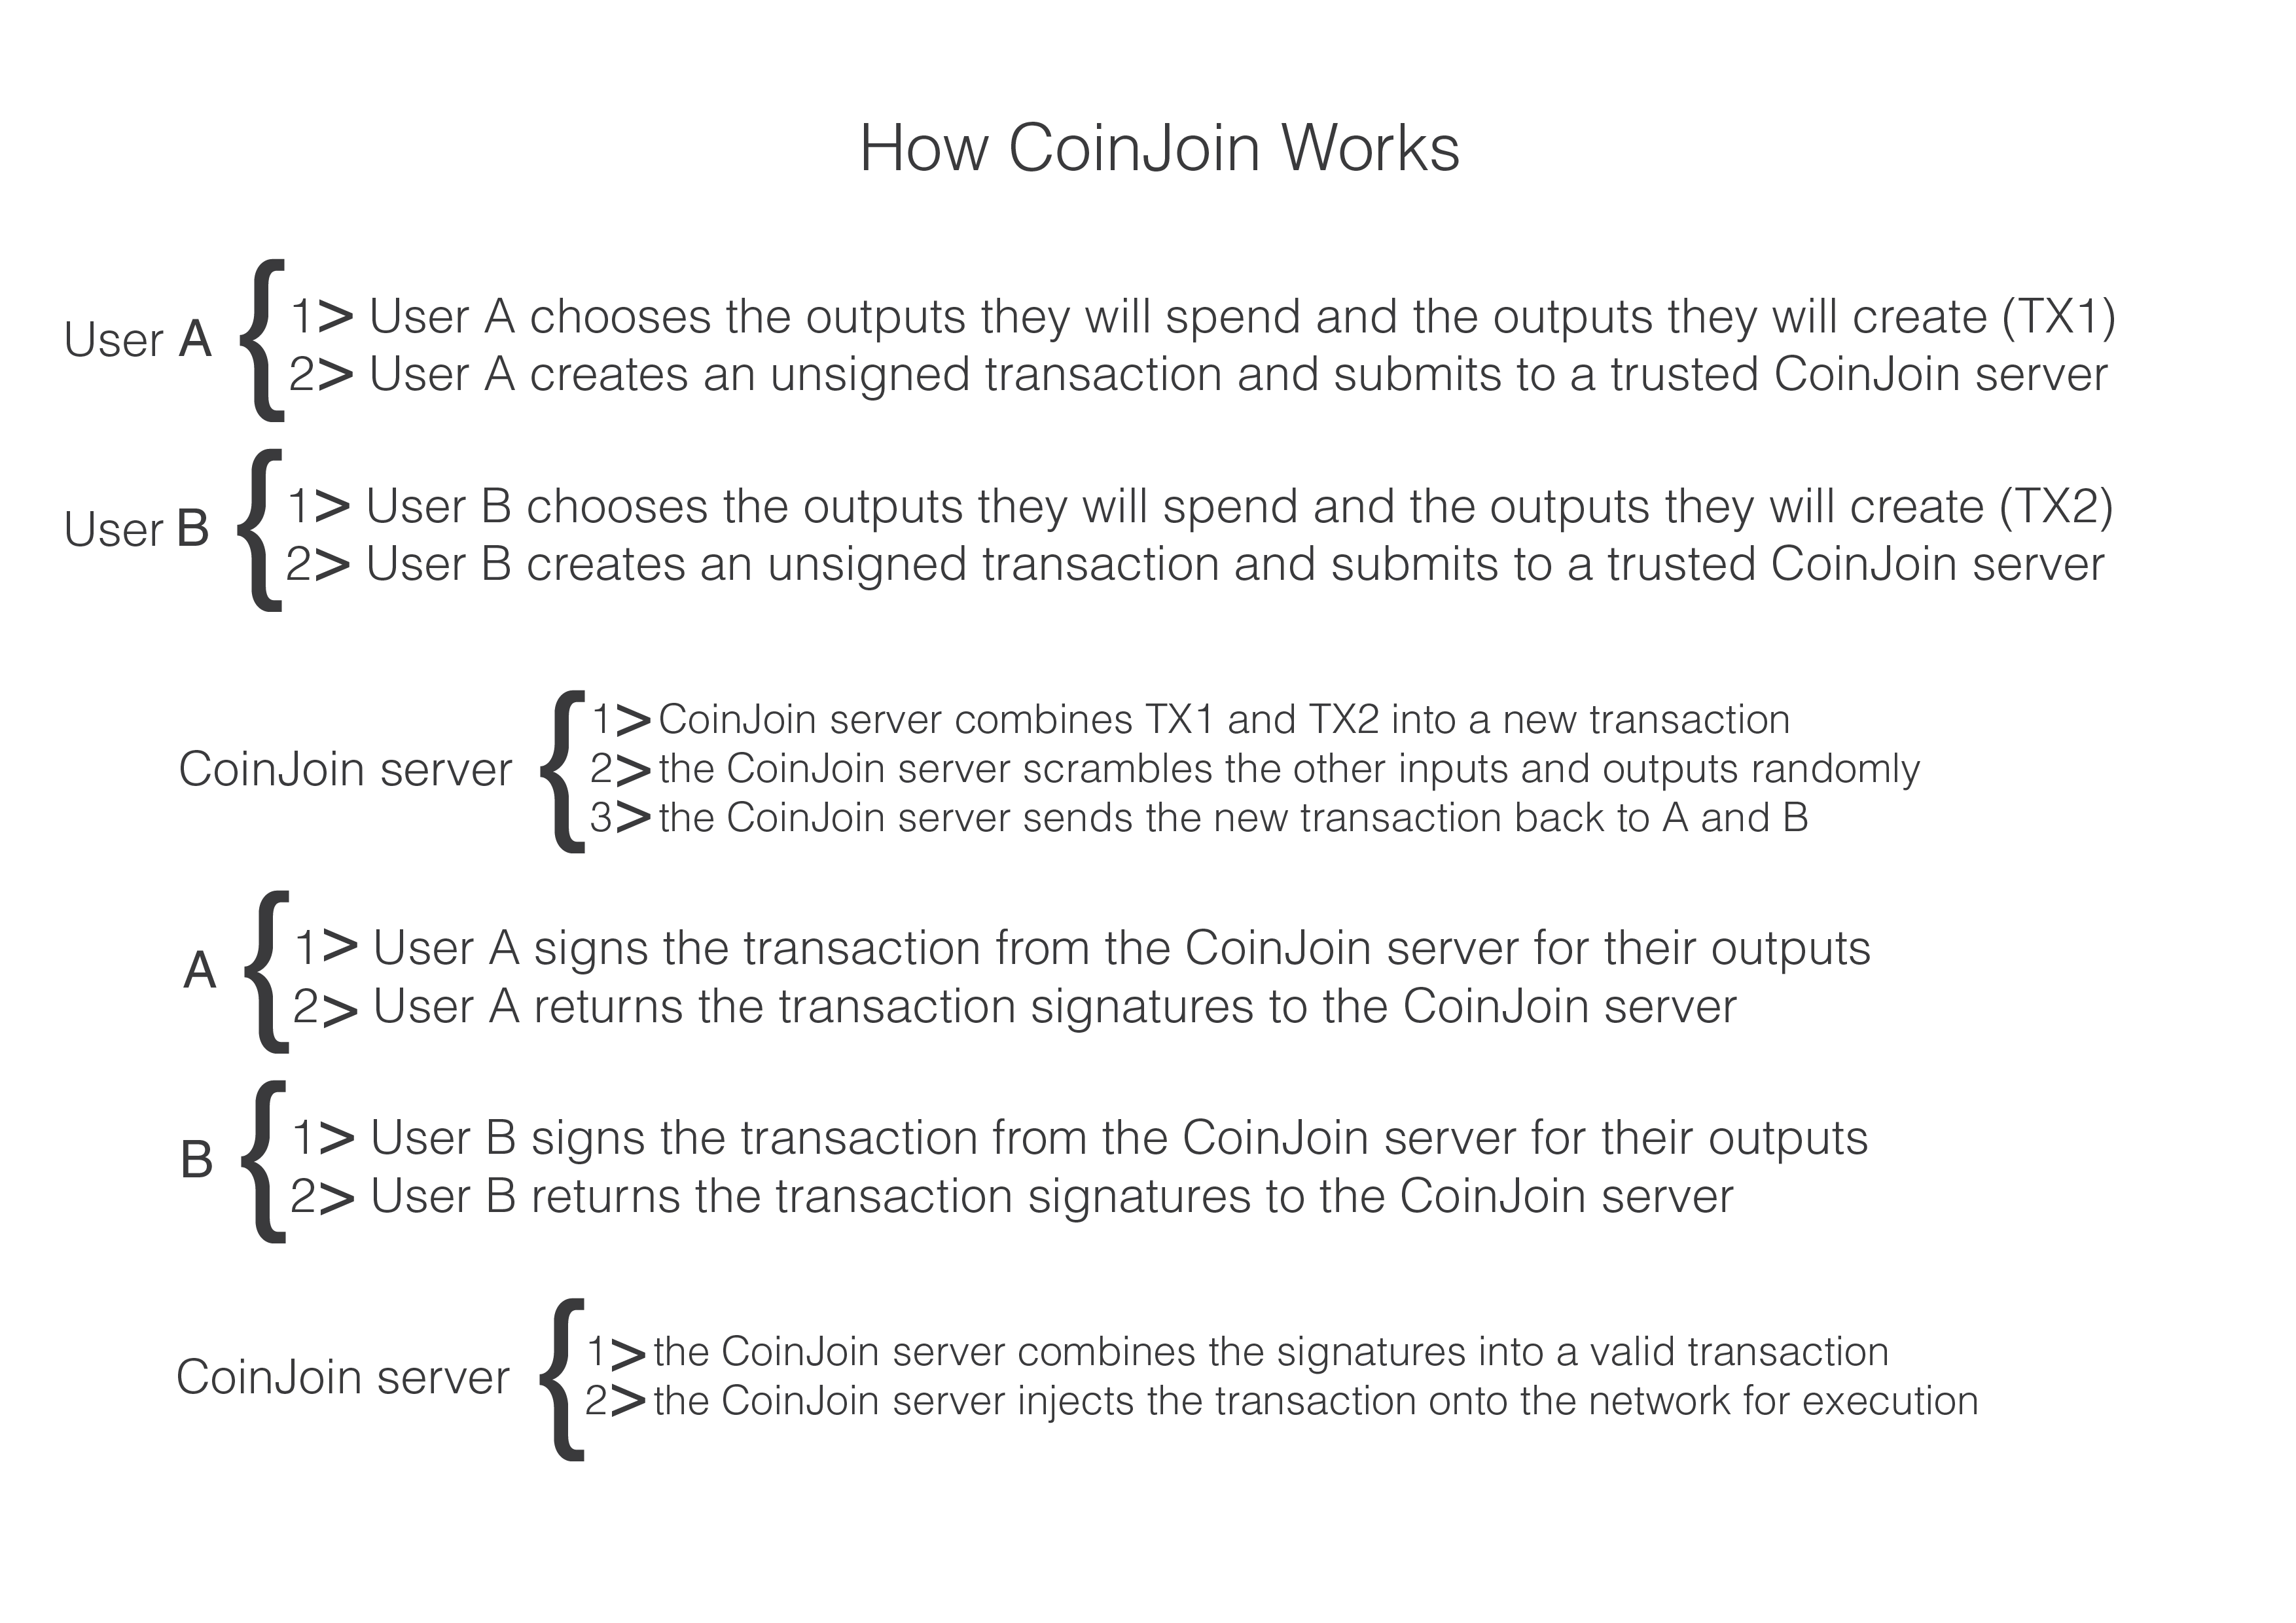 How CoinJoin Works
User A { 1> User A chooses the outputs they will spend and the outputs they will create (TX1)
2> User A creates an unsigned transaction and submits to a trusted CoinJoin server
User B { 1> User B chooses the outputs they will spend and the outputs they will create (TX2)
2> User B creates an unsigned transaction and submits to a trusted CoinJoin server
CoinJoin server { 1> CoinJoin server combines TX1 and TX2 into a new transaction
2> the CoinJoin server scrambles the other inputs and outputs randomly
3> the CoinJoin server sends the new transaction back to A and B
A { 1> User A signs the transaction from the CoinJoin server for their outputs
2> User A returns the transaction signatures to the CoinJoin server
B { 1> User B signs the transaction from the CoinJoin server for their outputs
2> User B returns the transaction signatures to the CoinJoin server
CoinJoin server { 1> the CoinJoin server combines the signatures into a valid transaction
2> the CoinJoin server injects the transaction onto the network for execution